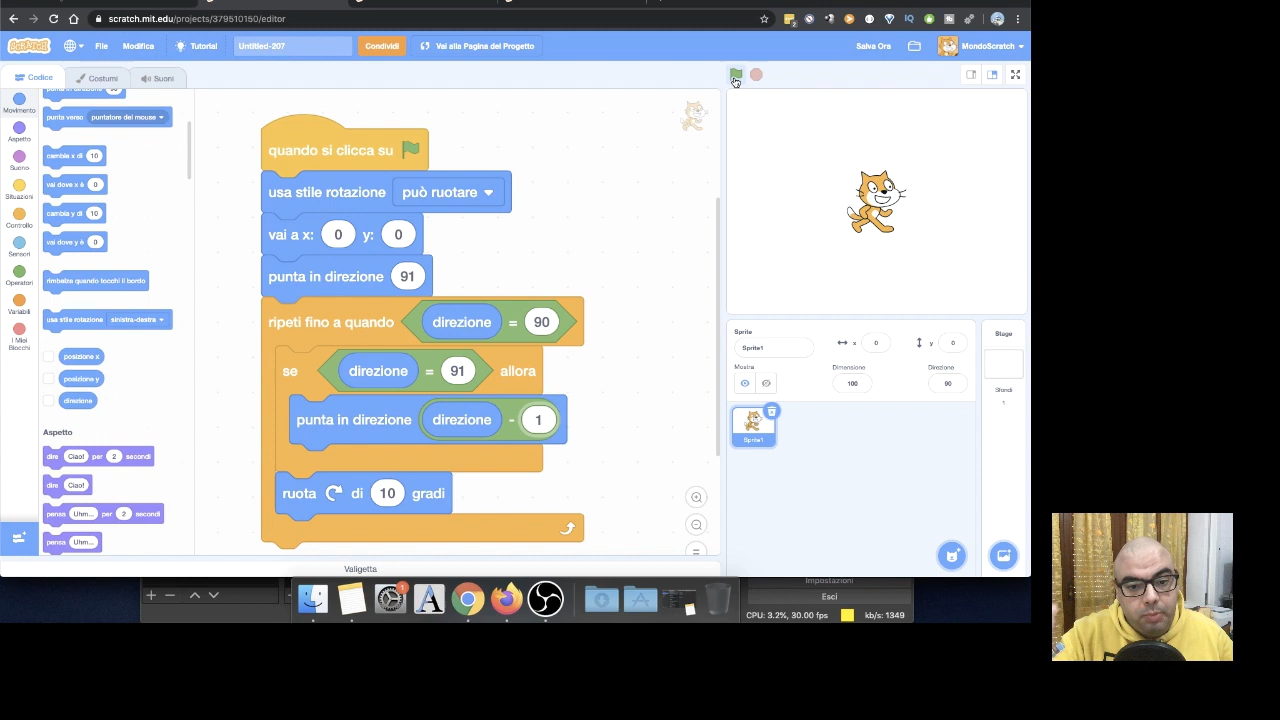 scratch.mit.edu/projects/379510150/editor
SCRATCH
File
Modifica
Tutorial
Untitled-207
Condividi
Vai alla Pagina del Progetto
Salva Ora
MondoScratch
Codice
Costumi
Suoni
Movimento
Aspetto
Suono
Situazioni
Controllo
Sensori
Operatori
Variabili
I Miei
Blocchi
punta verso puntatore del mouse
cambia x di 10
vai dove x è 0
cambia y di 10
vai dove y è 0
rimbalza quando tocchi il bordo
usa stile rotazione sinistra-destra
posizione x
posizione y
direzione
Aspetto
dire Ciao! per 2 secondi
dire Ciao!
pensa Uhm... per 2 secondi
pensa Uhm...
quando si clicca su
usa stile rotazione può ruotare
vai a x: 0 y: 0
punta in direzione 91
ripeti fino a quando direzione = 90
se direzione = 91 allora
punta in direzione direzione - 1
ruota di 10 gradi
Valigetta
Sprite
Sprite1
x 0
y 0
Mostra
Dimensione
100
Direzione
90
Sprite1
Stage
Sfondi
1
Impostazioni
Esci
CPU: 3.2%, 30.00 fps
kb/s: 1349